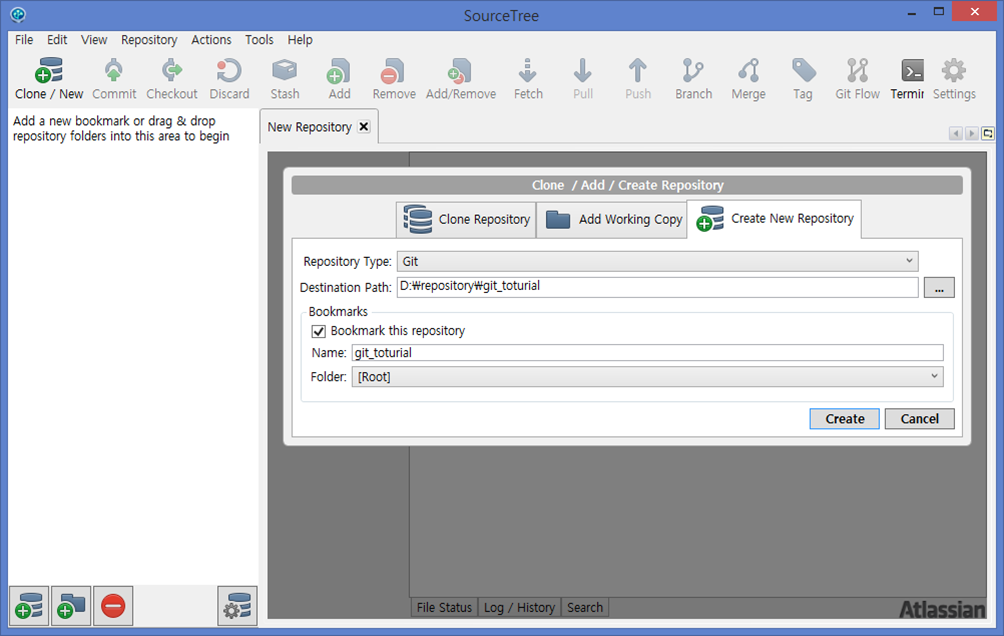 SourceTree
File Edit View Repository Actions Tools Help
Clone / New Commit Checkout Discard Stash Add Remove Add/Remove Fetch Pull Push Branch Merge Tag Git Flow Termir Settings
Add a new bookmark or drag & drop
repository folders into this area to begin
New Repository
Clone / Add / Create Repository
Clone Repository Add Working Copy Create New Repository
Repository Type: Git
Destination Path: D:₩repository₩git_toturial ...
Bookmarks
Bookmark this repository
Name: git_toturial
Folder: [Root]
Create Cancel
File Status Log / History Search
Atlassian